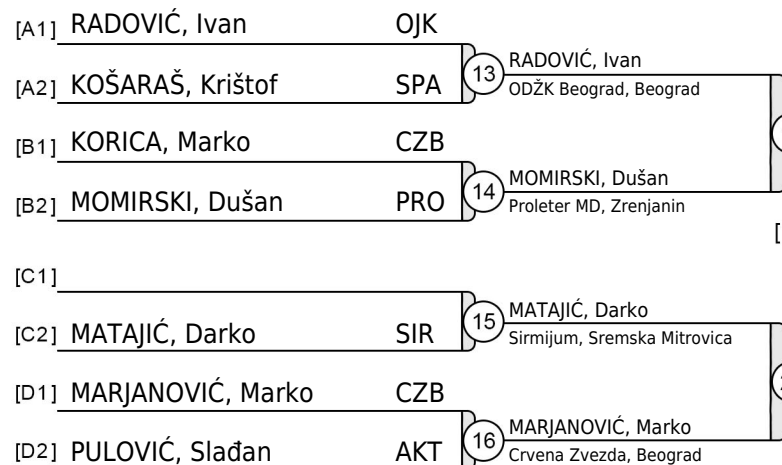 [A1] RADOVIĆ, Ivan OJK
[A2] KOŠARAŠ, Krištof SPA
13 RADOVIĆ, Ivan
ODŽK Beograd, Beograd
[B1] KORICA, Marko CZB
[B2] MOMIRSKI, Dušan PRO
14 MOMIRSKI, Dušan
Proleter MD, Zrenjanin
[C1]
[C2] MATAJIĆ, Darko SIR
15 MATAJIĆ, Darko
Sirmijum, Sremska Mitrovica
[D1] MARJANOVIĆ, Marko CZB
[D2] PULOVIĆ, Slađan AKT
16 MARJANOVIĆ, Marko
Crvena Zvezda, Beograd